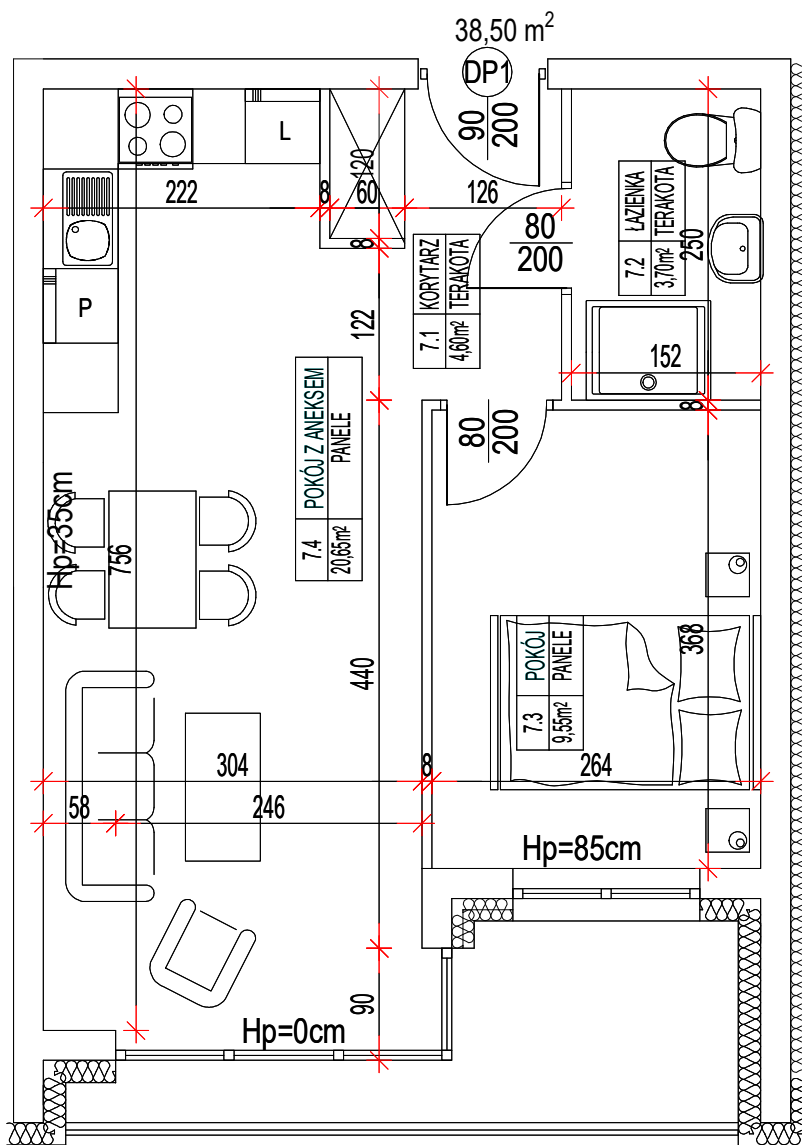 38,50 m²
DP1
90
200
L
120
222
8
60
126
8
80
200
7.2
ŁAZIENKA
3,70m²
TERAKOTA
250
7.1
KORYTARZ
4,60m²
TERAKOTA
P
122
152
8
80
200
7.4
POKÓJ Z ANEKSEM
20,65m²
PANELE
Hp=35cm
756
368
7.3
POKÓJ
9,55m²
PANELE
440
304
8
264
58
246
Hp=85cm
90
Hp=0cm